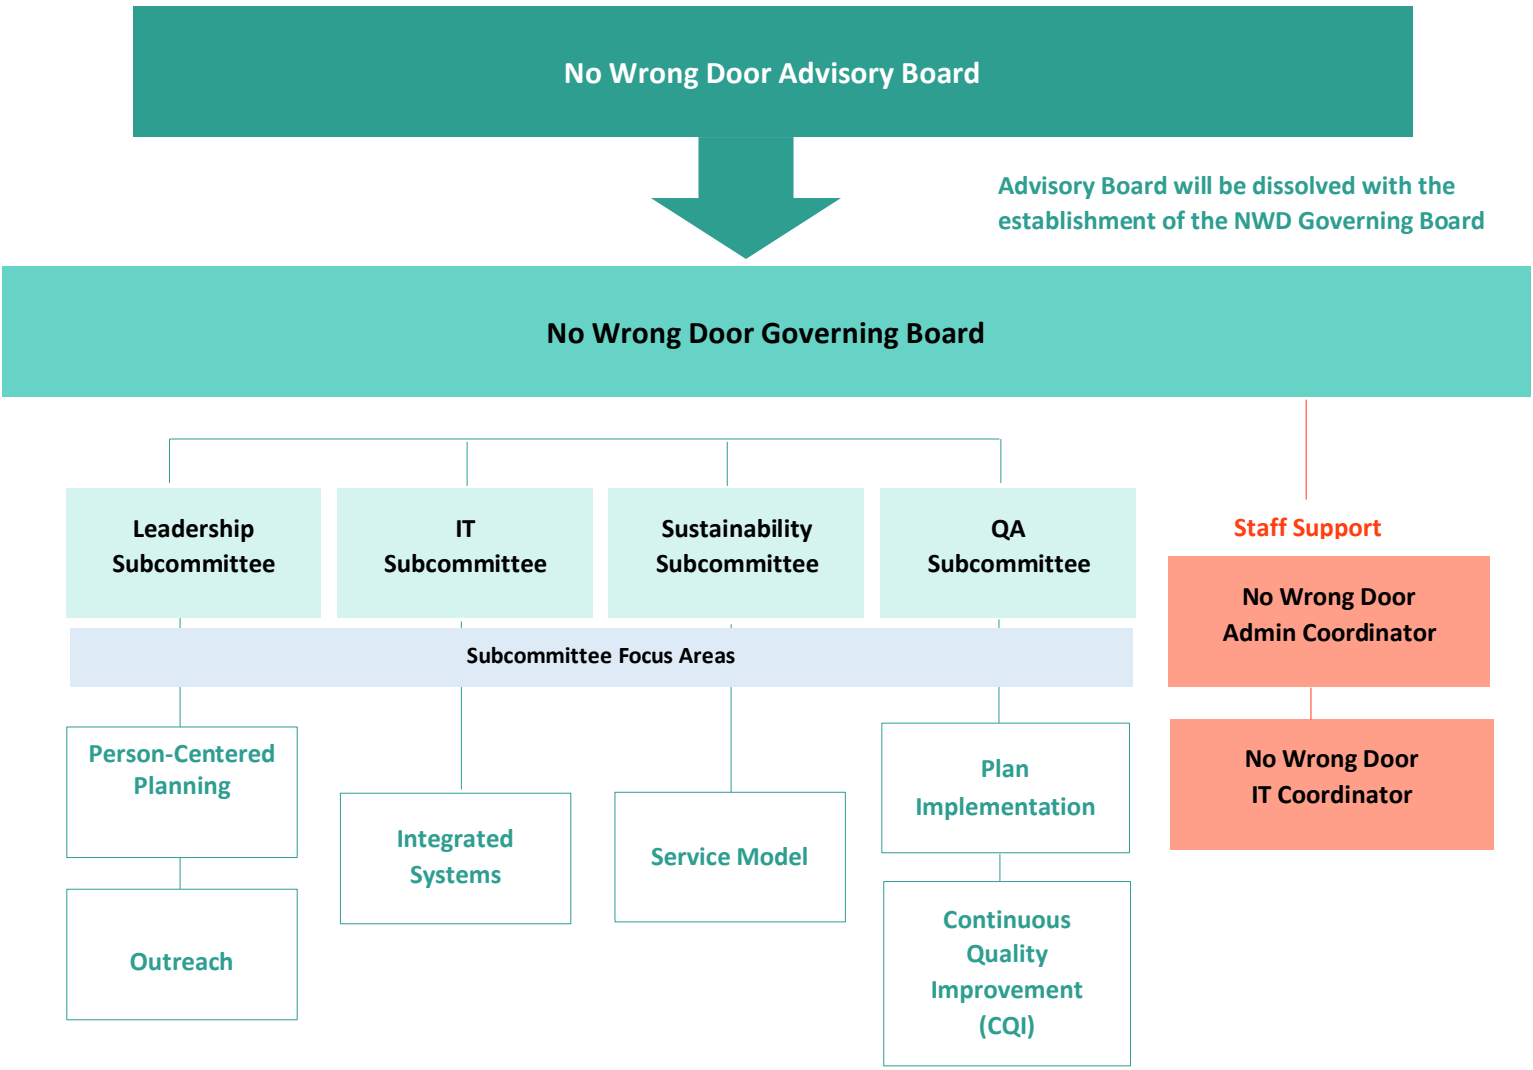 No Wrong Door Advisory Board
Advisory Board will be dissolved with the
establishment of the NWD Governing Board
No Wrong Door Governing Board
Leadership
Subcommittee
IT
Subcommittee
Sustainability
Subcommittee
QA
Subcommittee
Staff Support
No Wrong Door
Admin Coordinator
Subcommittee Focus Areas
Person-Centered
Planning
Integrated
Systems
Service Model
Plan
Implementation
No Wrong Door
IT Coordinator
Outreach
Continuous
Quality
Improvement
(CQI)